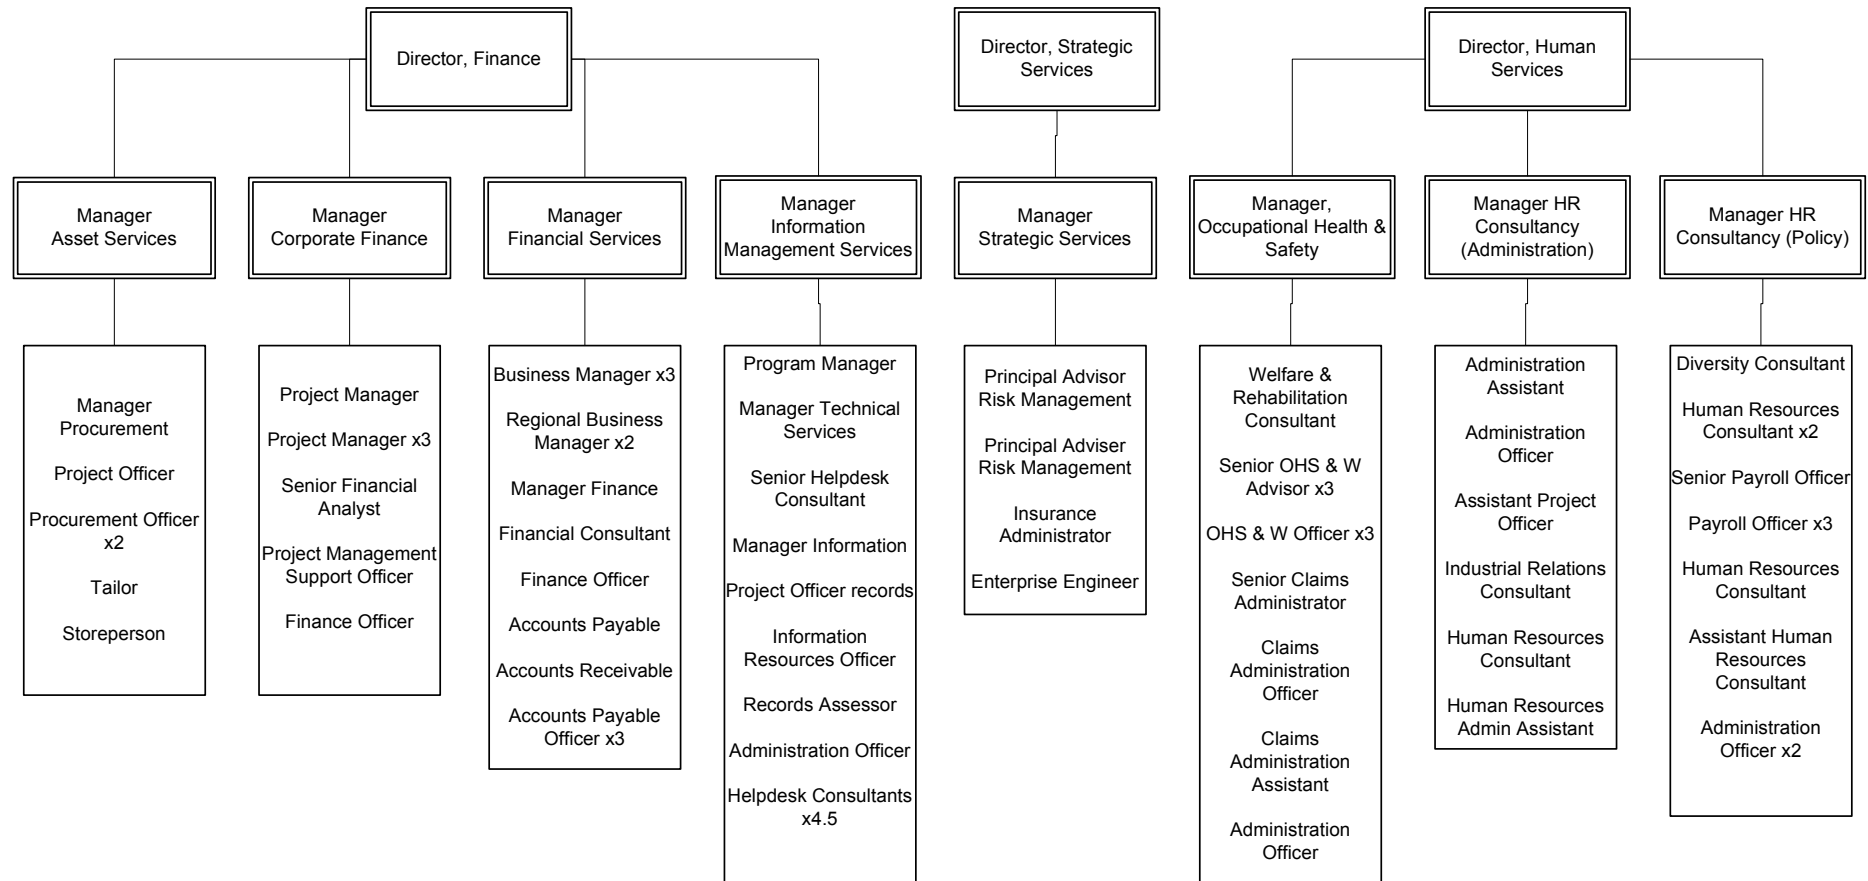 Director, Finance
Director, Strategic
Services
Director, Human
Services
Manager
Asset Services
Manager
Corporate Finance
Manager
Financial Services
Manager
Information
Management Services
Manager
Strategic Services
Manager,
Occupational Health &
Safety
Manager HR
Consultancy
(Administration)
Manager HR
Consultancy (Policy)
Manager
Procurement
Project Officer
Procurement Officer
x2
Tailor
Storeperson
Project Manager
Project Manager x3
Senior Financial
Analyst
Project Management
Support Officer
Finance Officer
Business Manager x3
Regional Business
Manager x2
Manager Finance
Financial Consultant
Finance Officer
Accounts Payable
Accounts Receivable
Accounts Payable
Officer x3
Program Manager
Manager Technical
Services
Senior Helpdesk
Consultant
Manager Information
Project Officer records
Information
Resources Officer
Records Assessor
Administration Officer
Helpdesk Consultants
x4.5
Principal Advisor
Risk Management
Principal Adviser
Risk Management
Insurance
Administrator
Enterprise Engineer
Welfare &
Rehabilitation
Consultant
Senior OHS & W
Advisor x3
OHS & W Officer x3
Senior Claims
Administrator
Claims
Administration
Officer
Claims
Administration
Assistant
Administration
Officer
Administration
Assistant
Administration
Officer
Assistant Project
Officer
Industrial Relations
Consultant
Human Resources
Consultant
Human Resources
Admin Assistant
Diversity Consultant
Human Resources
Consultant x2
Senior Payroll Officer
Payroll Officer x3
Human Resources
Consultant
Assistant Human
Resources
Consultant
Administration
Officer x2